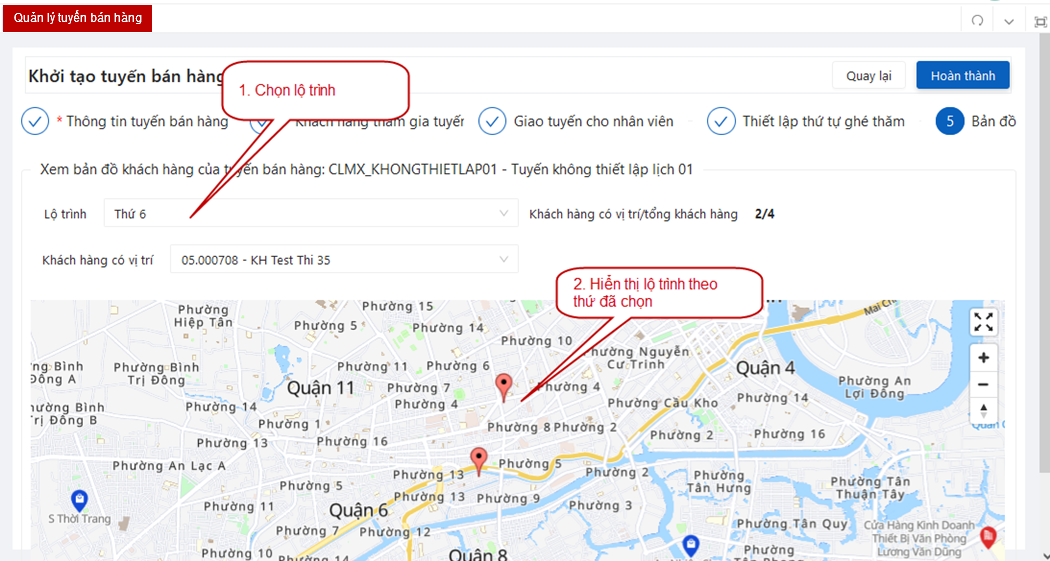 Quản lý tuyến bán hàng
Khởi tạo tuyến bán hàng
1. Chọn lộ trình
Quay lại
Hoàn thành
* Thông tin tuyến bán hàng
Khách hàng tham gia tuyến
Giao tuyến cho nhân viên
Thiết lập thứ tự ghé thăm
5
Bản đồ
Xem bản đồ khách hàng của tuyến bán hàng: CLMX_KHONGTHIETLAP01 - Tuyến không thiết lập lịch 01
Lộ trình
Thứ 6
Khách hàng có vị trí/tổng khách hàng 2/4
Khách hàng có vị trí
05.000708 - KH Test Thi 35
2. Hiển thị lộ trình theo
thứ đã chọn
Phường
Hiệp Tân
Phường 15
Phường 5
Phường 14
Phường 10
Phường Nguyễn
Cư Trinh
Phường Bình
Trị Đông
Phường 11
Phường 6
Quận 11
Phường 7
Phường 4
Phường 4
Quận 4
Phường An
Lợi Đông
Phường 14
Phường Cầu Kho
Phường 14
Trị Đông B
Phường 1
Phường 8
Phường 2
Phường 13
Phường 16
Phường 2
Phường 16
Phường An Lạc A
Phường 13
Phường 5
Phường 2
Phường
Tân Hưng
Phường
Tân
Thuận Tây
Phường 5
Phường 13
Phường 9
Phường 3
Quận 6
S Thời Trang
Phường 7
Phường 12
Phường Tân Quy
Cửa Hàng Kinh Doanh
Thiết Bị Văn Phòng
Lương Văn Dũng
Phường 10
Quận 8
Phường